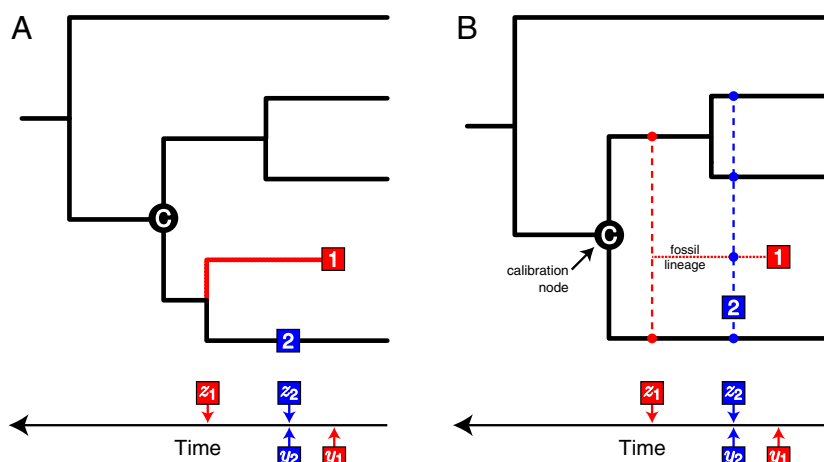 A
B
C
1
2
z₁
z₂
Time
y₂
y₁
C
calibration
node
fossil
lineage
1
2
z₁
z₂
Time
y₂
y₁